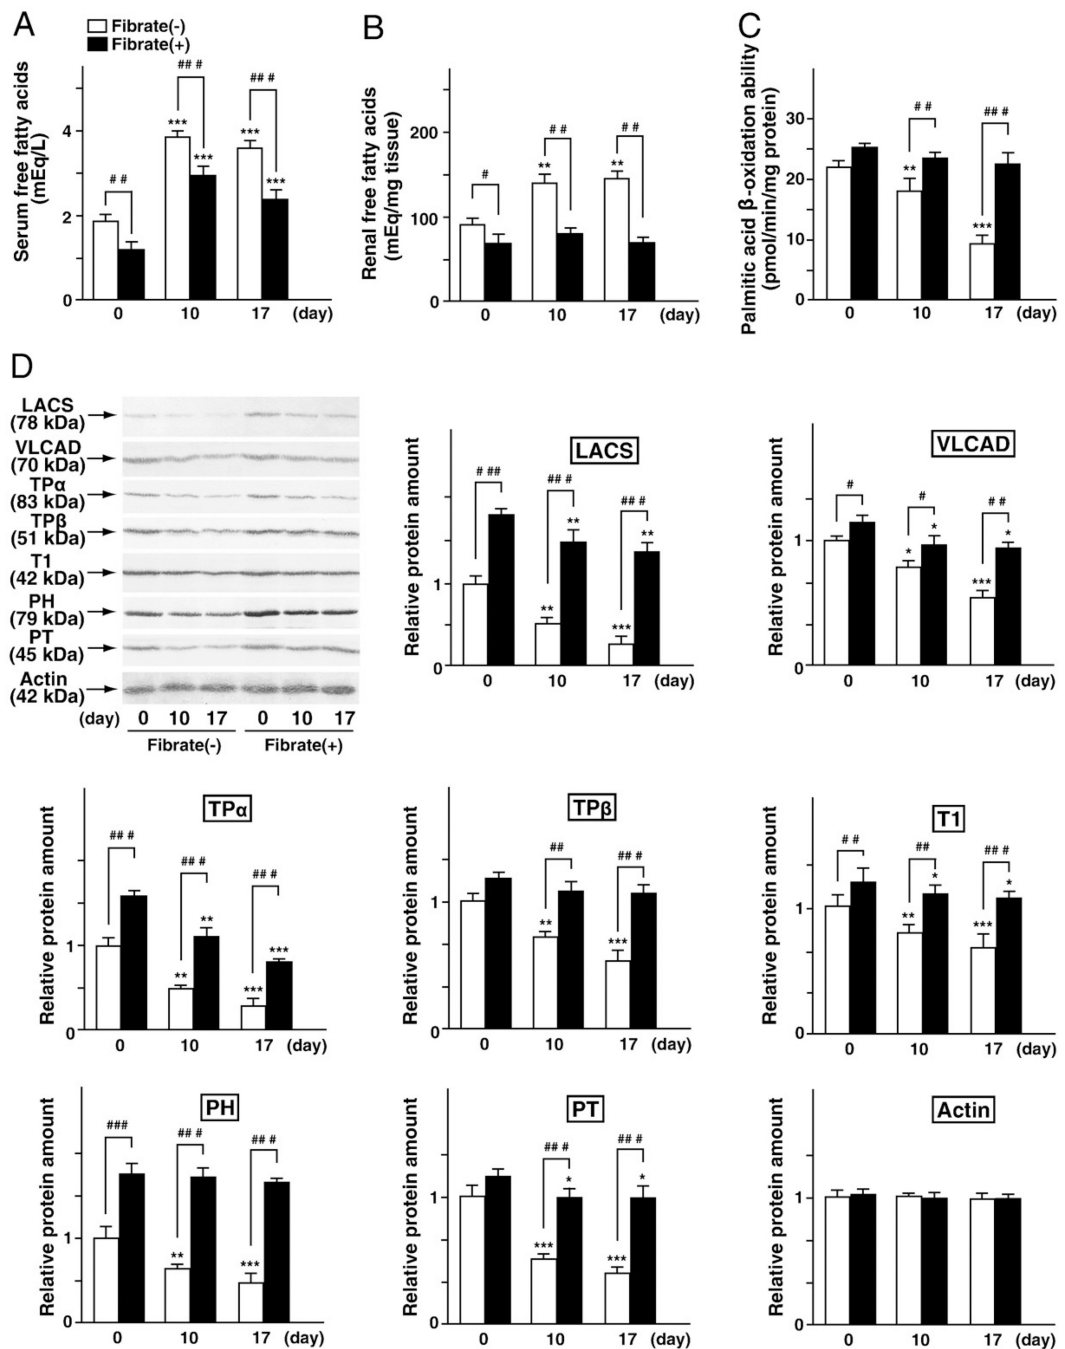 A
Fibrate(-)
Fibrate(+)
Serum free fatty acids
(mEq/L)
4
2
0
## 
## #
## #
***
***
***
***
0 10 17 (day)
B
Renal free fatty acids
(mEq/mg tissue)
200
100
0
#
# #
# #
**
**
0 10 17 (day)
C
Palmitic acid β-oxidation ability
(pmol/min/mg protein)
30
20
10
0
# #
## #
**
***
0 10 17 (day)
D
LACS
(78 kDa)
VLCAD
(70 kDa)
TPα
(83 kDa)
TPβ
(51 kDa)
T1
(42 kDa)
PH
(79 kDa)
PT
(45 kDa)
Actin
(42 kDa)
(day) 0 10 17 0 10 17
Fibrate(-) Fibrate(+)
LACS
Relative protein amount
1
0
# ##
## #
## #
**
**
**
***
0 10 17 (day)
VLCAD
Relative protein amount
1
0
#
#
# #
*
*
*
***
0 10 17 (day)
TPα
Relative protein amount
1
0
## #
## #
## #
**
**
***
***
0 10 17 (day)
TPβ
Relative protein amount
1
0
##
## #
**
***
0 10 17 (day)
T1
Relative protein amount
1
0
# #
##
## #
*
*
**
***
0 10 17 (day)
PH
Relative protein amount
1
0
###
## #
## #
**
***
0 10 17 (day)
PT
Relative protein amount
1
0
## #
## #
*
*
***
***
0 10 17 (day)
Actin
Relative protein amount
1
0
0 10 17 (day)